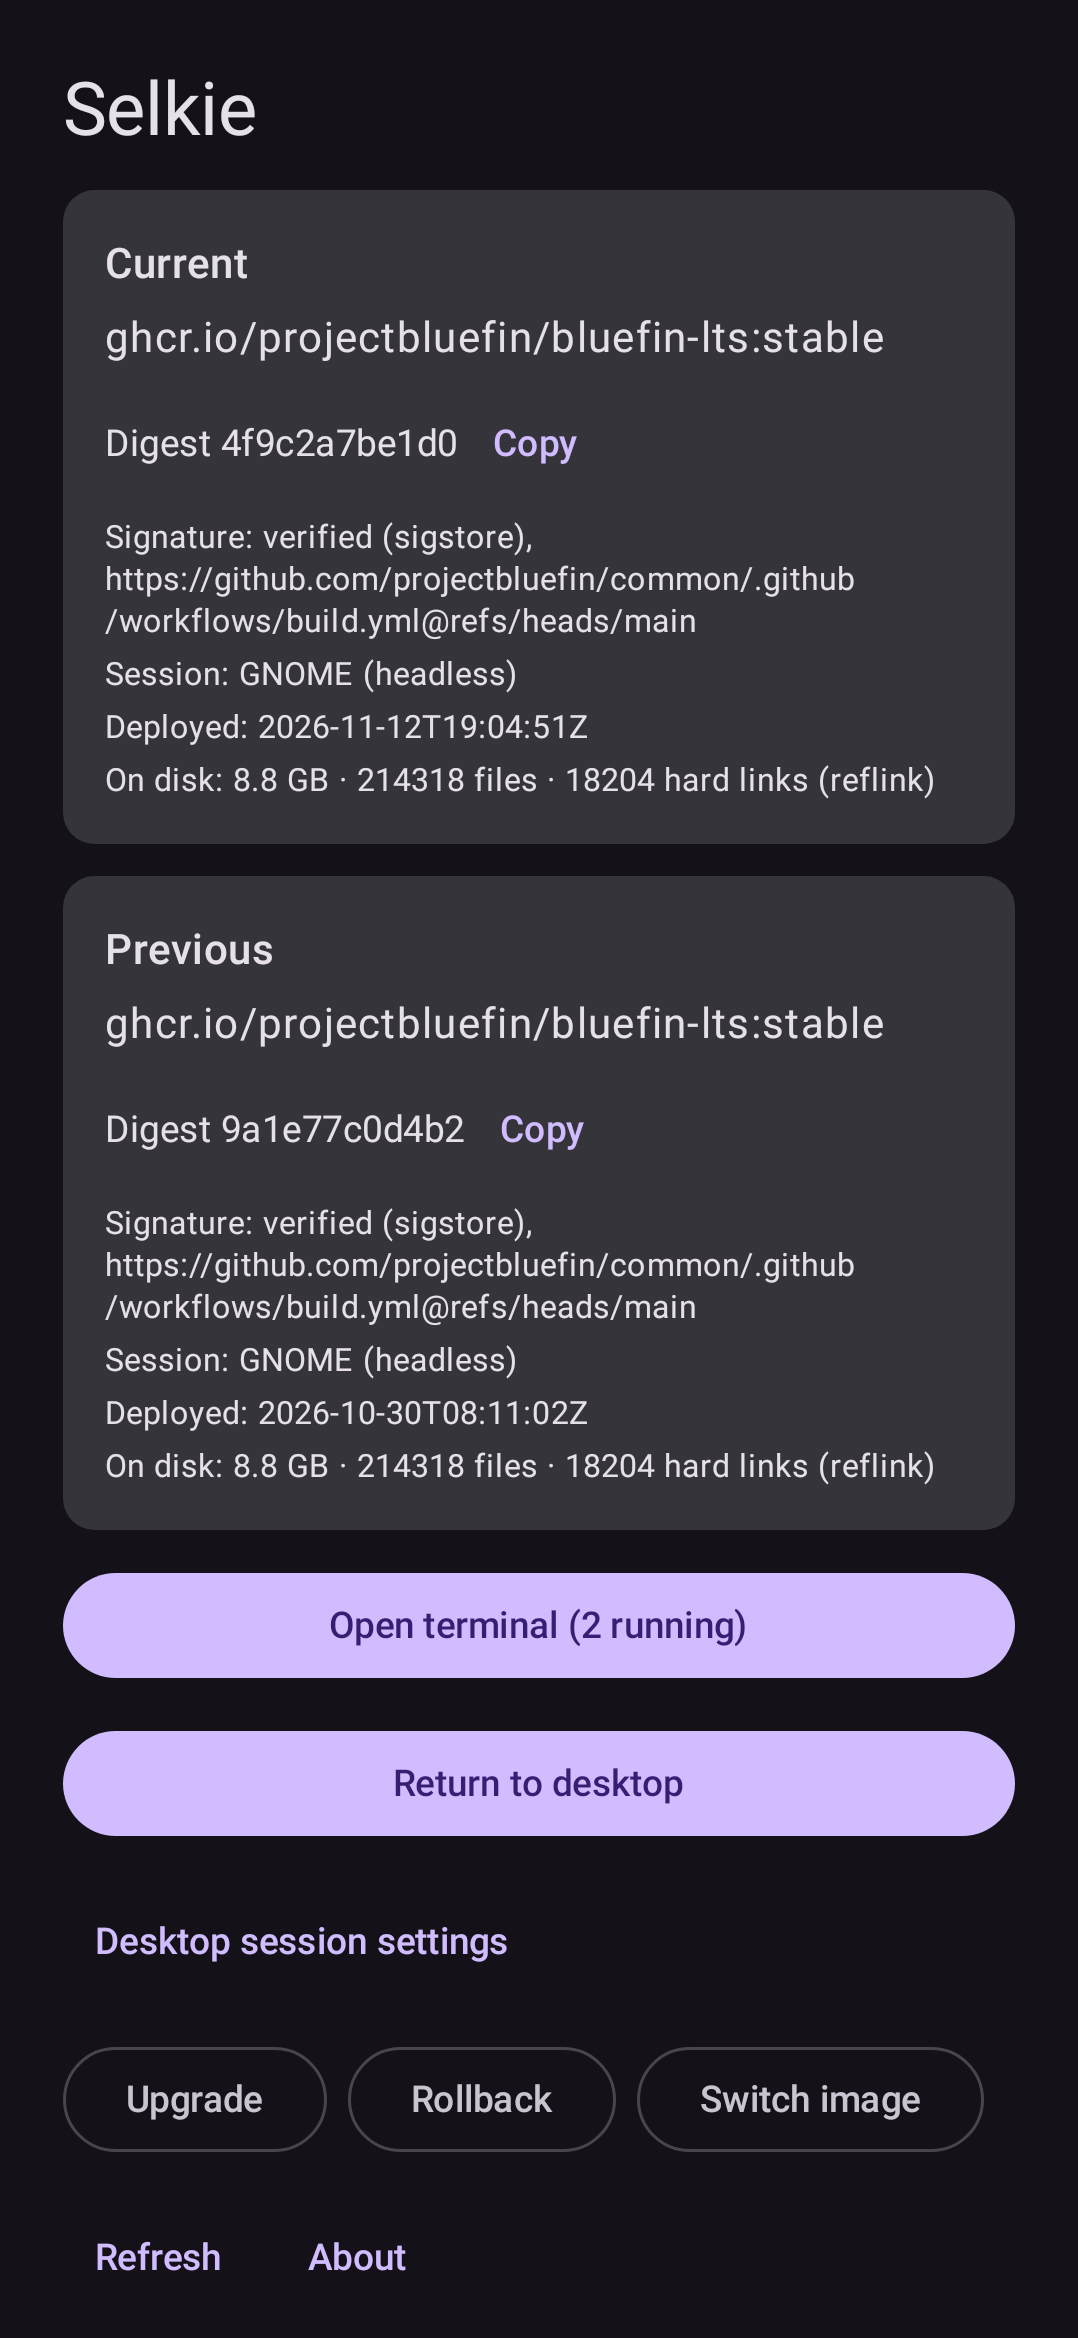 Selkie
Current
ghcr.io/projectbluefin/bluefin-lts:stable
Digest 4f9c2a7be1d0 Copy
Signature: verified (sigstore),
https://github.com/projectbluefin/common/.github
/workflows/build.yml@refs/heads/main
Session: GNOME (headless)
Deployed: 2026-11-12T19:04:51Z
On disk: 8.8 GB · 214318 files · 18204 hard links (reflink)
Previous
ghcr.io/projectbluefin/bluefin-lts:stable
Digest 9a1e77c0d4b2 Copy
Signature: verified (sigstore),
https://github.com/projectbluefin/common/.github
/workflows/build.yml@refs/heads/main
Session: GNOME (headless)
Deployed: 2026-10-30T08:11:02Z
On disk: 8.8 GB · 214318 files · 18204 hard links (reflink)
Open terminal (2 running)
Return to desktop
Desktop session settings
Upgrade Rollback Switch image
Refresh About